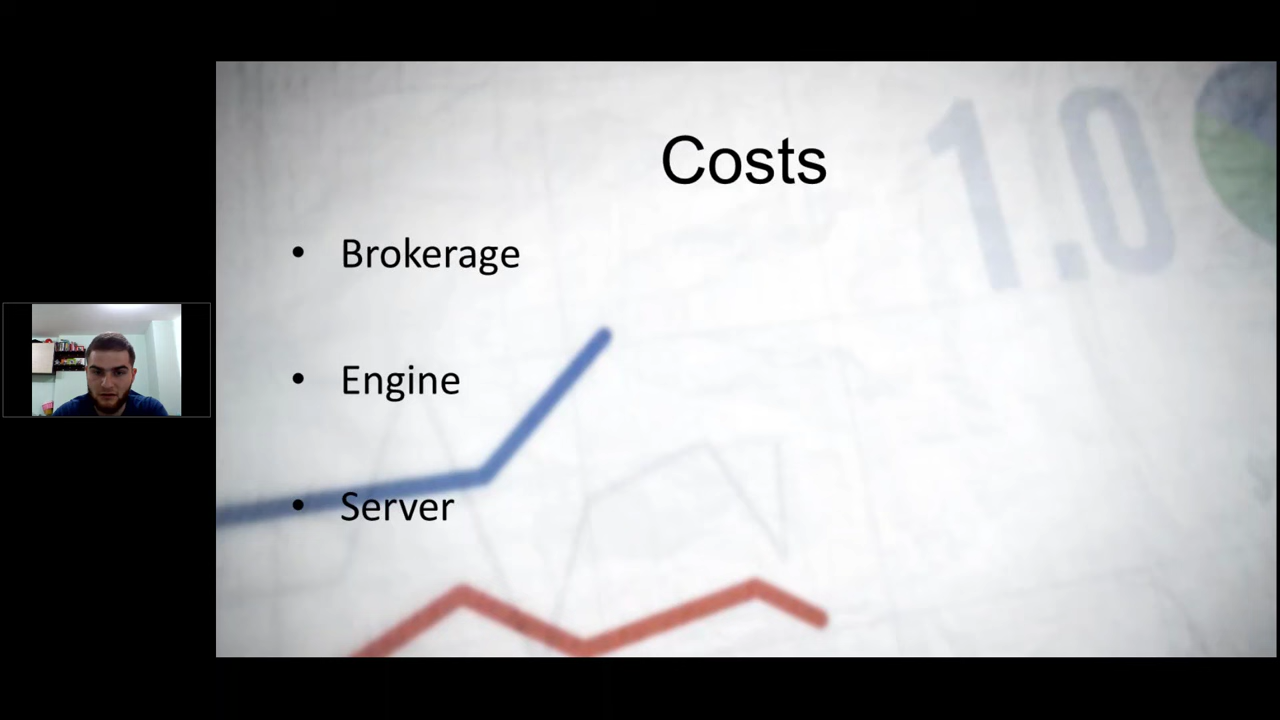 1.0
Costs
• Brokerage
• Engine
• Server